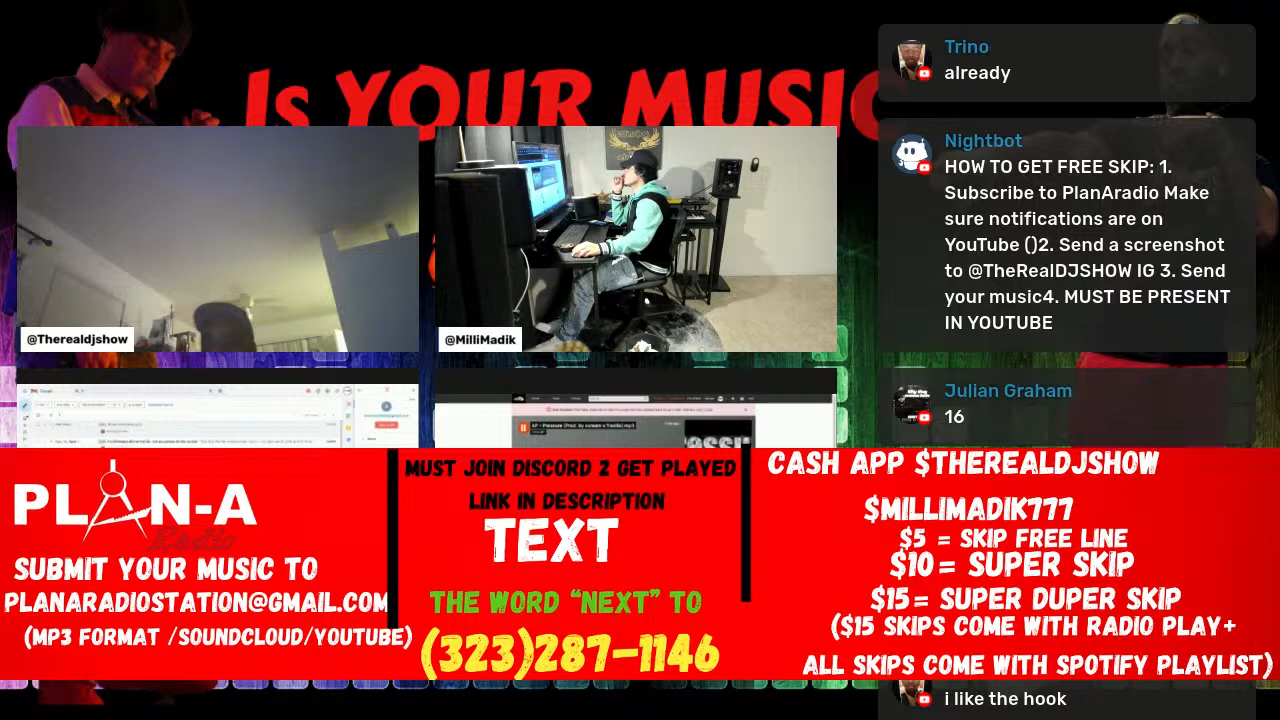 Is YOUR MUSIC
@Therealdjshow
@MilliMadik
AP - Pressure (Prod. by
PLAN-A
Radio
SUBMIT YOUR MUSIC TO
PLANARADIOSTATION@GMAIL.COM
(MP3 FORMAT /SOUNDCLOUD/YOUTUBE)
MUST JOIN DISCORD 2 GET PLAYED
LINK IN DESCRIPTION
TEXT
THE WORD “NEXT” TO
(323)287-1146
CASH APP $THEREALDJSHOW
$MILLIMADIK777
$5 = SKIP FREE LINE
$10 = SUPER SKIP
$15 = SUPER DUPER SKIP
($15 SKIPS COME WITH RADIO PLAY+
ALL SKIPS COME WITH SPOTIFY PLAYLIST)
Trino
already
Nightbot
HOW TO GET FREE SKIP: 1.
Subscribe to PlanAradio Make
sure notifications are on
YouTube ()2. Send a screenshot
to @TheRealDJSHOW IG 3. Send
your music4. MUST BE PRESENT
IN YOUTUBE
Julian Graham
16
i like the hook